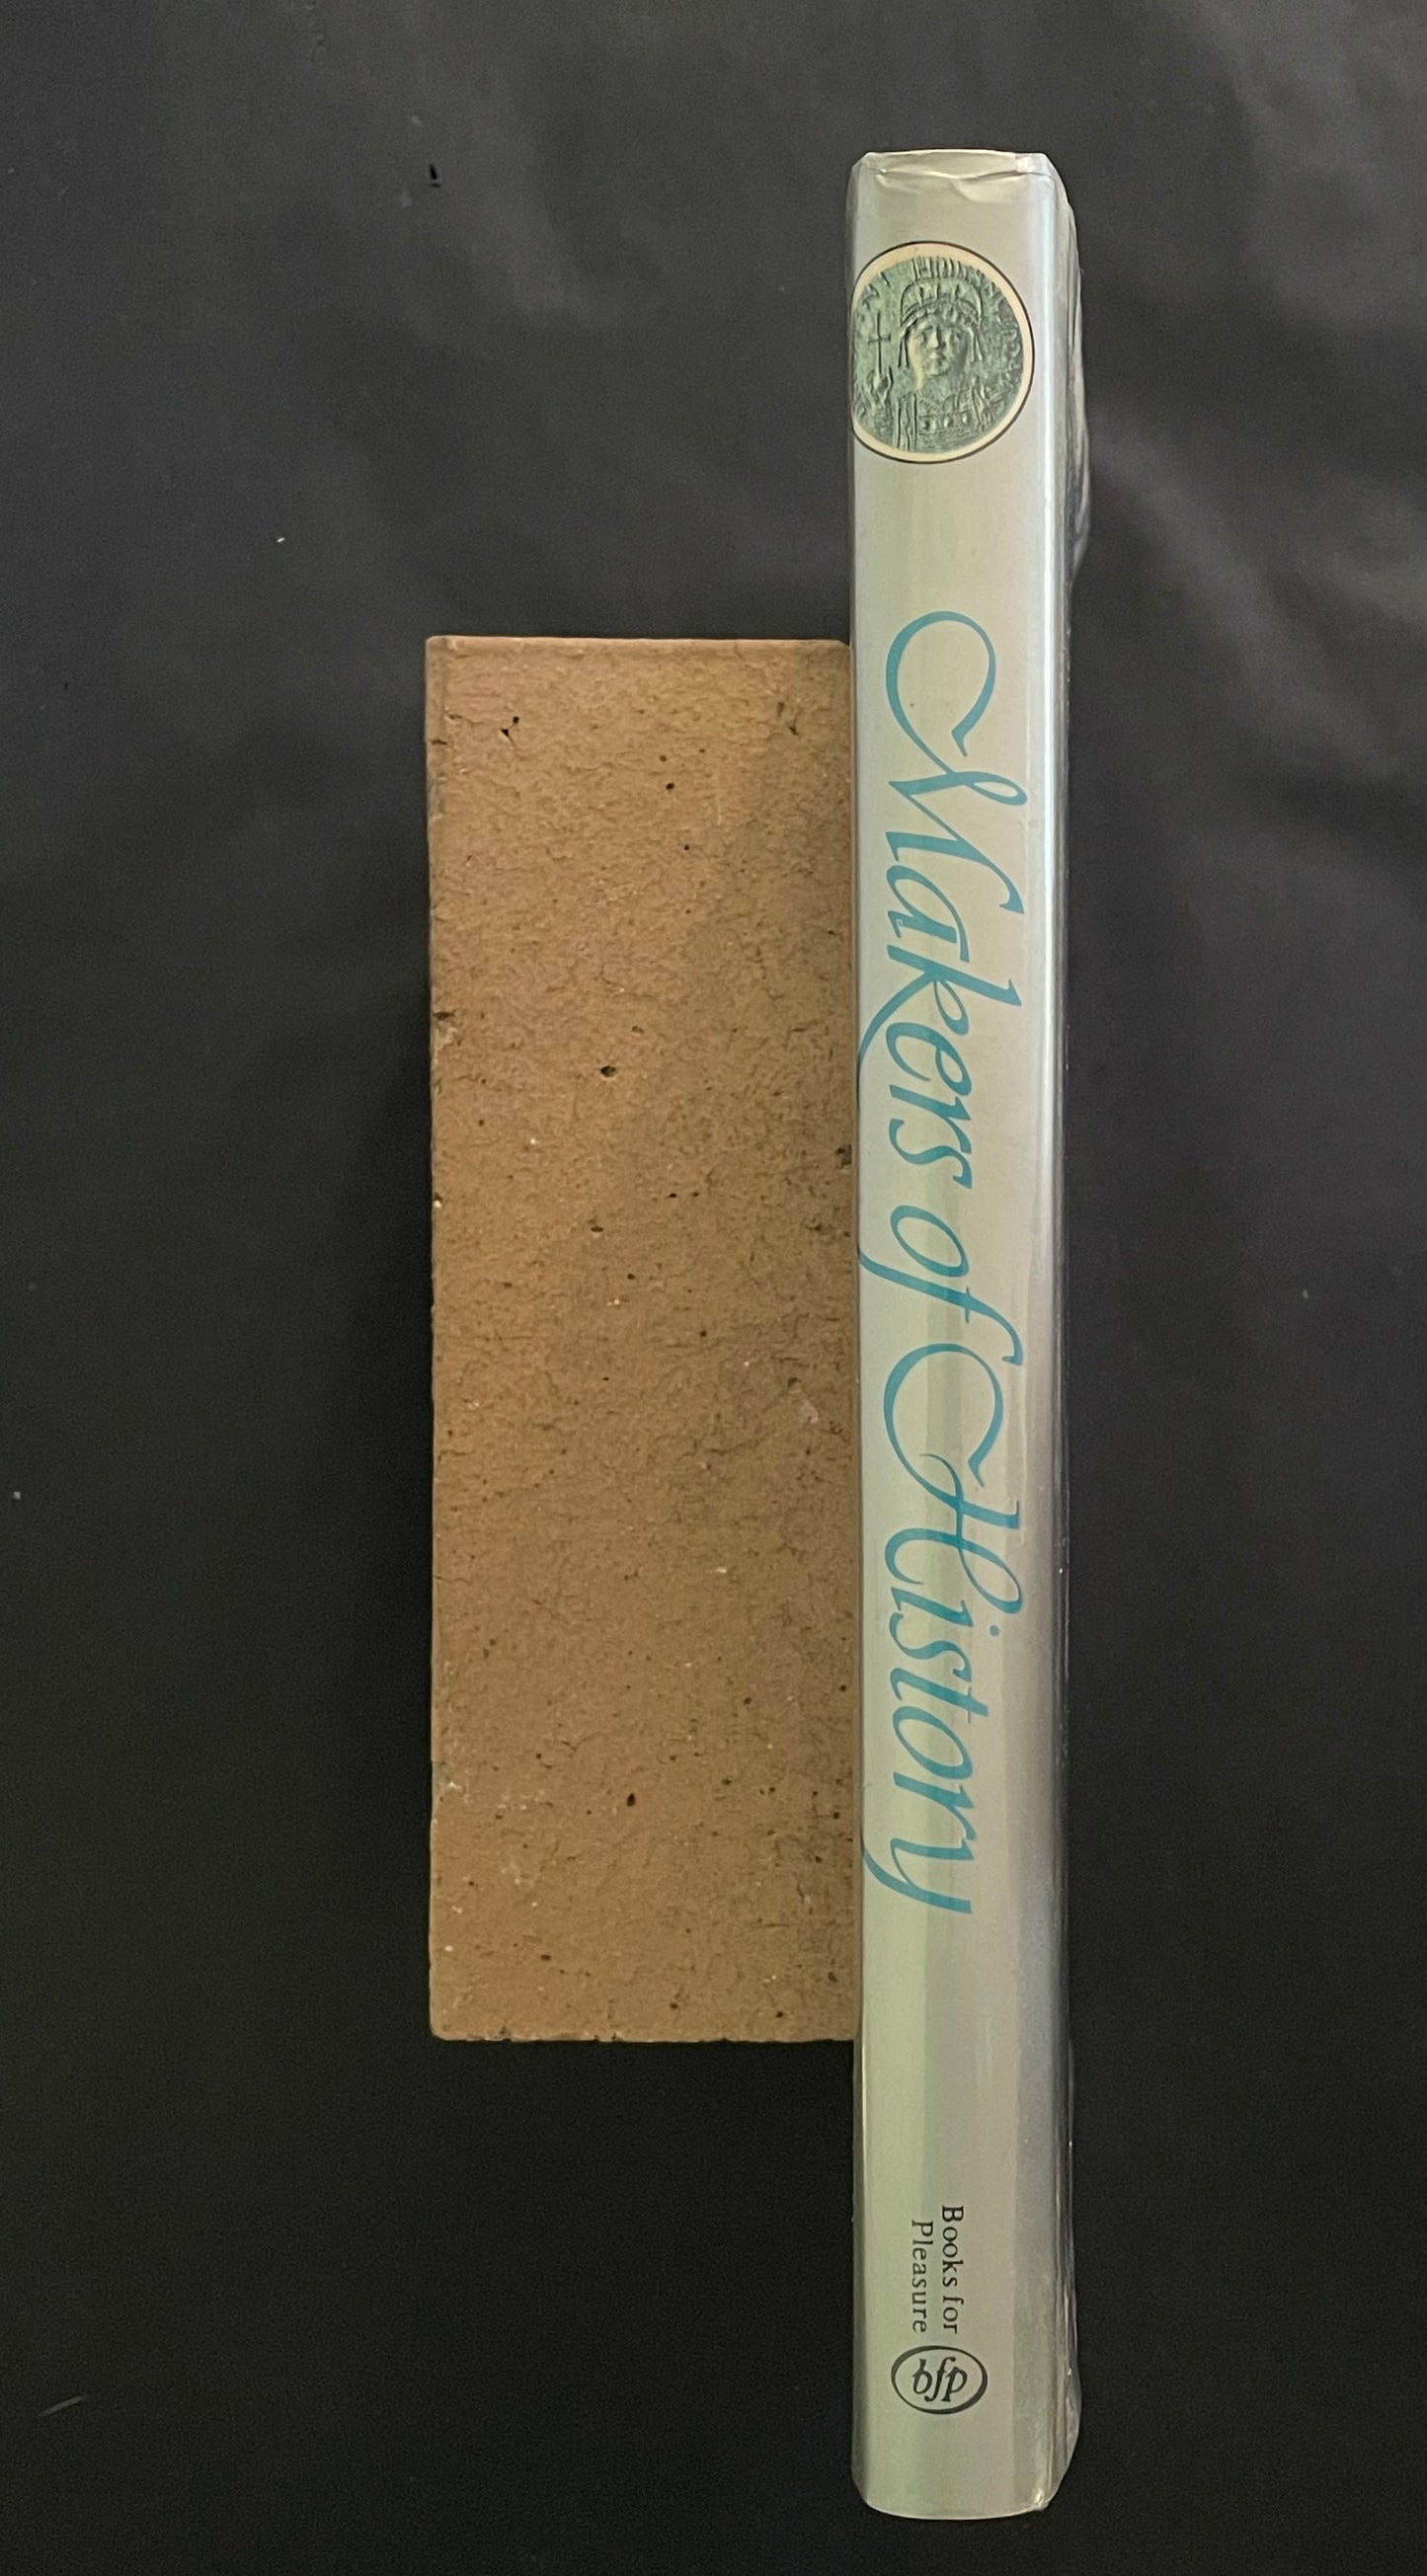 Makers of History
Books for
Pleasure
bfp